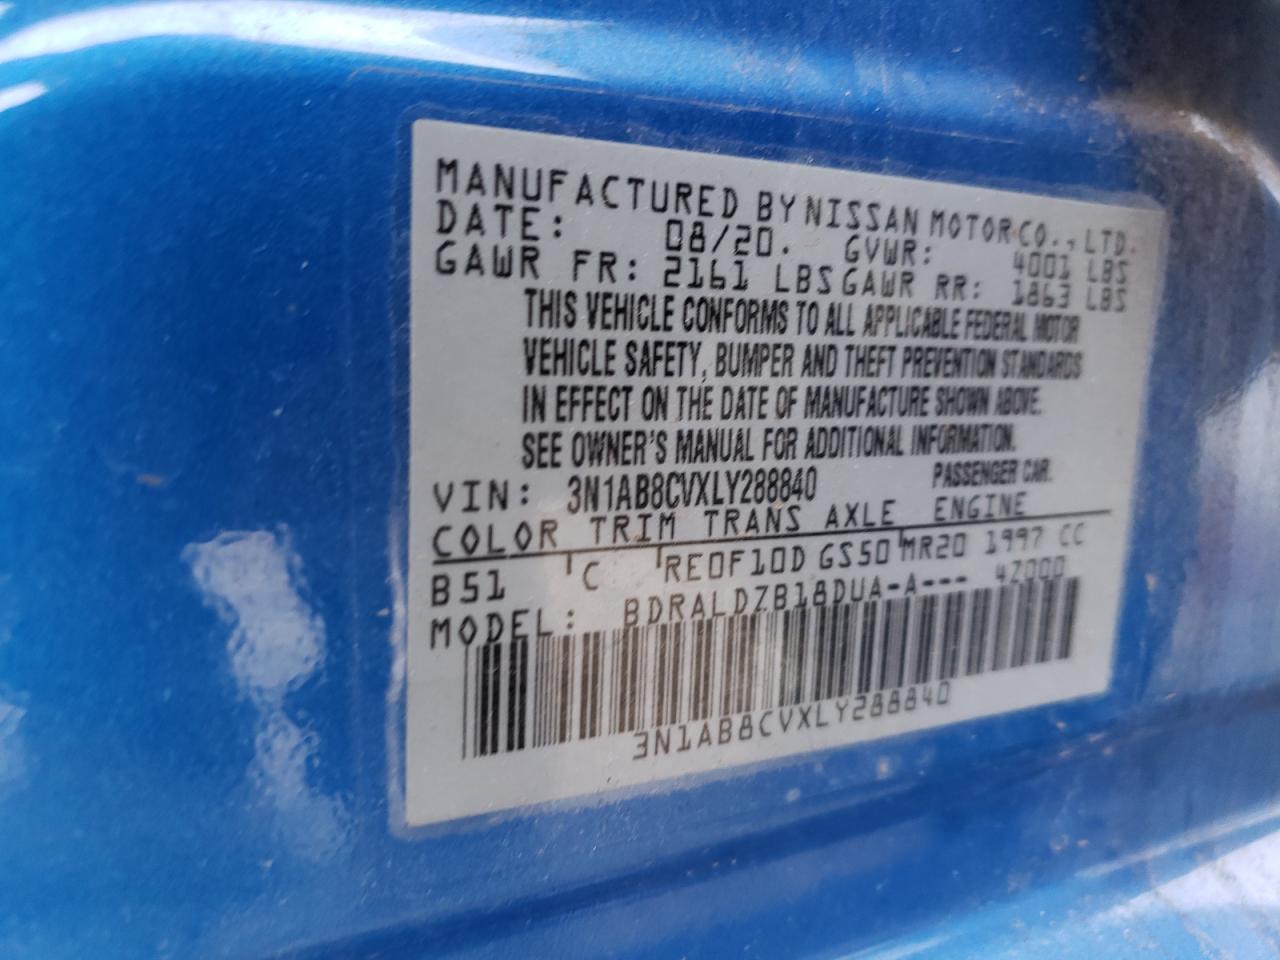 MANUFACTURED BY NISSAN MOTOR CO., LTD.
DATE: 08/20. GVWR: 4001 LBS
GAWR FR: 2161 LBS GAWR RR: 1863 LBS
THIS VEHICLE CONFORMS TO ALL APPLICABLE FEDERAL MOTOR
VEHICLE SAFETY, BUMPER AND THEFT PREVENTION STANDARDS
IN EFFECT ON THE DATE OF MANUFACTURE SHOWN ABOVE.
SEE OWNER'S MANUAL FOR ADDITIONAL INFORMATION.
VIN: 3N1AB8CVXLY288840 PASSENGER CAR.
COLOR TRIM TRANS AXLE ENGINE
B51 C RE0F10D GS50 MR20 1997 CC
MODEL: BDRALDZB18DUA-A--- 4Z000
3N1AB8CVXLY288840